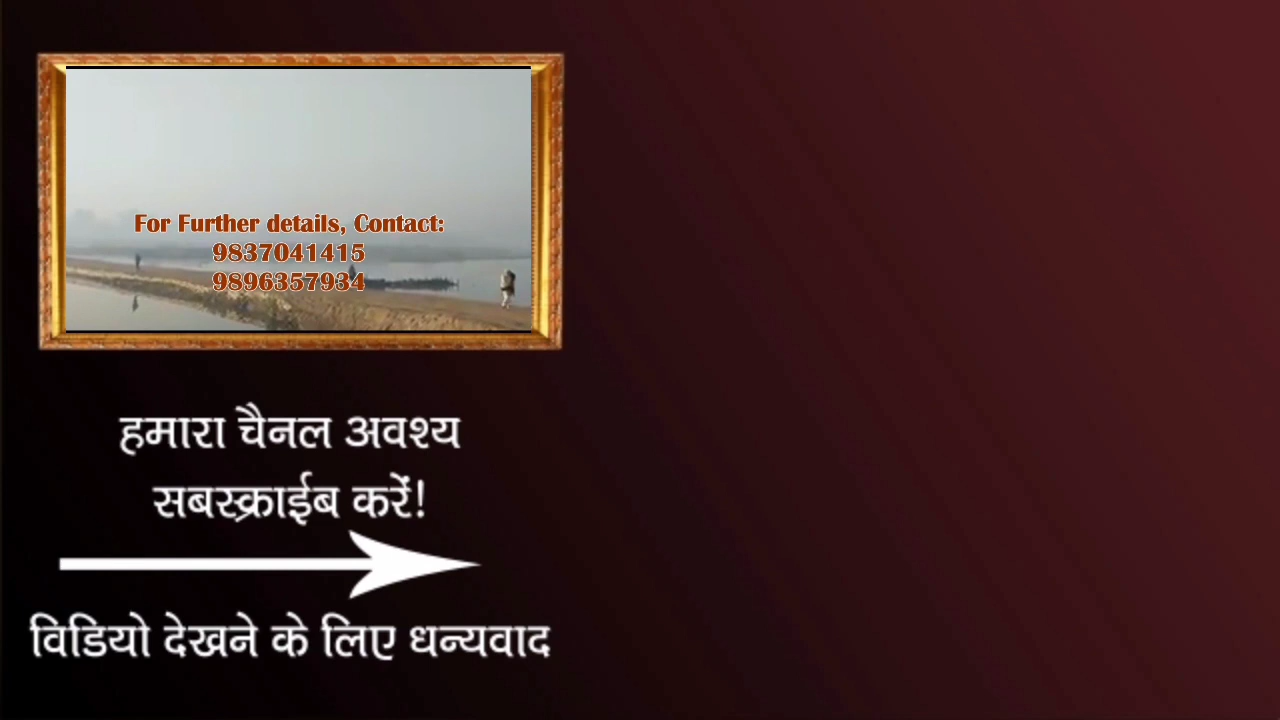 For Further details, Contact:
9837041415
9896357934
हमारा चैनल अवश्य
सबस्क्राईब करें!
विडियो देखने के लिए धन्यवाद